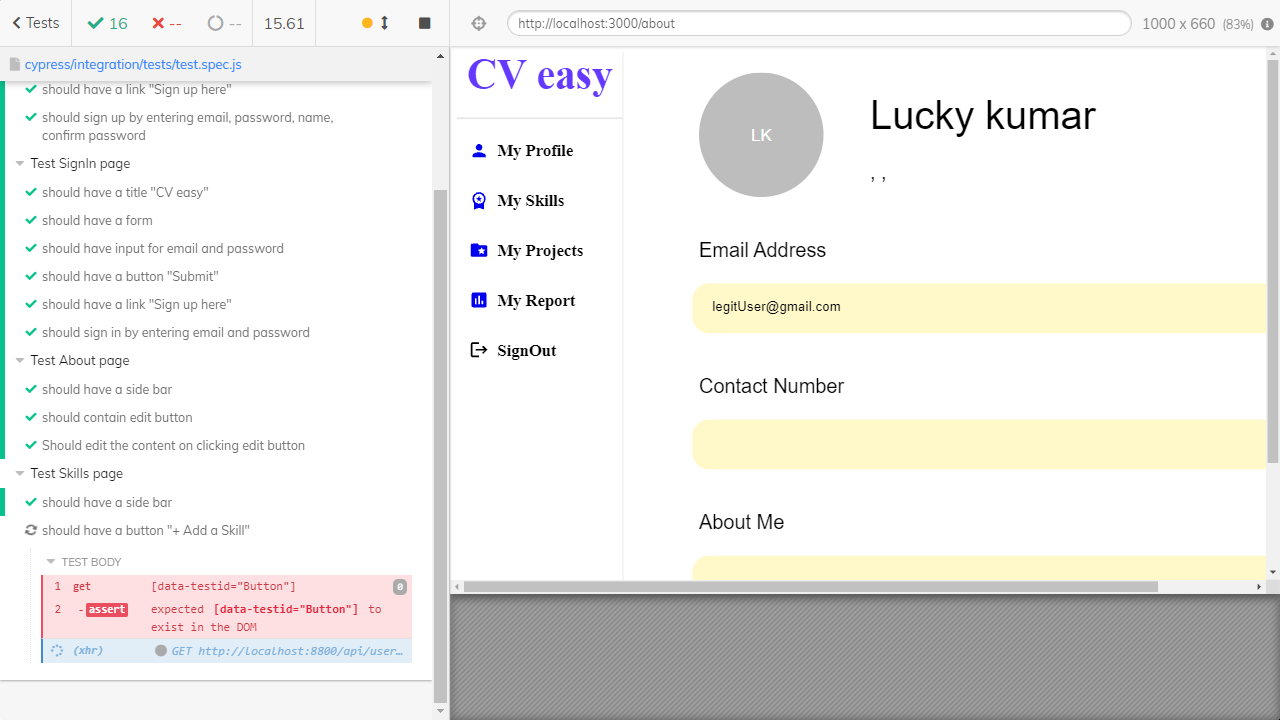 Tests
16
--
--
15.61
http://localhost:3000/about
1000 x 660 (83%)
cypress/integration/tests/test.spec.js
should have a link "Sign up here"
should sign up by entering email, password, name,
confirm password
Test SignIn page
should have a title "CV easy"
should have a form
should have input for email and password
should have a button "Submit"
should have a link "Sign up here"
should sign in by entering email and password
Test About page
should have a side bar
should contain edit button
Should edit the content on clicking edit button
Test Skills page
should have a side bar
should have a button "+ Add a Skill"
TEST BODY
1 get [data-testid="Button"] 0
2 -assert expected [data-testid="Button"] to
exist in the DOM
(xhr) GET http://localhost:8800/api/user…
CV easy
My Profile
My Skills
My Projects
My Report
SignOut
LK
Lucky kumar
, ,
Email Address
legitUser@gmail.com
Contact Number
About Me